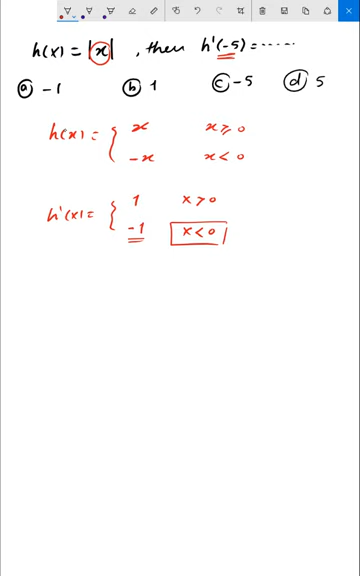 h(x) = |x| , then h'(-5) = ......
(a) -1 (b) 1 (c) -5 (d) 5
h(x) = { x x ≥ 0
-x x < 0
h'(x) = { 1 x > 0
-1 x < 0